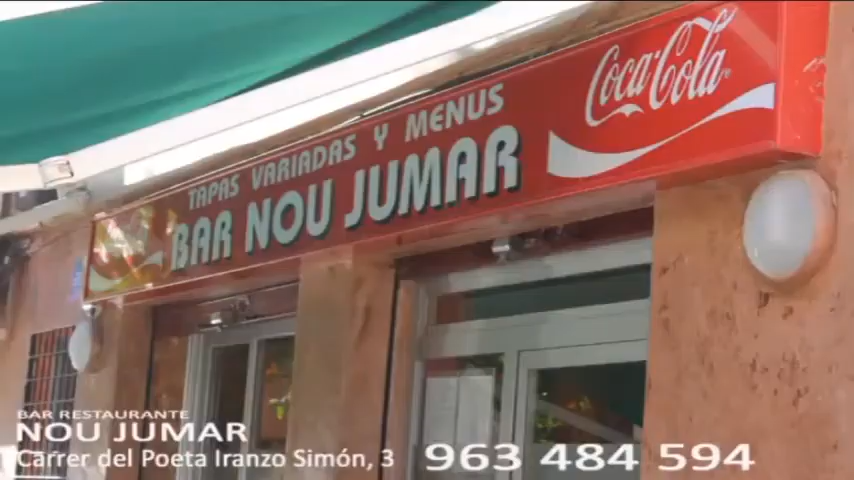 TAPAS VARIADAS Y MENUS
BAR NOU JUMAR
Coca-Cola
BAR RESTAURANTE
NOU JUMAR
Carrer del Poeta Iranzo Simón, 3
963 484 594